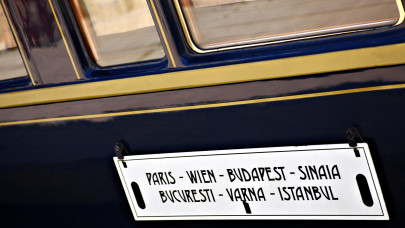 PARIS - WIEN - BUDAPEST - SINAIA
BUCURESTI - VARNA - ISTANBUL